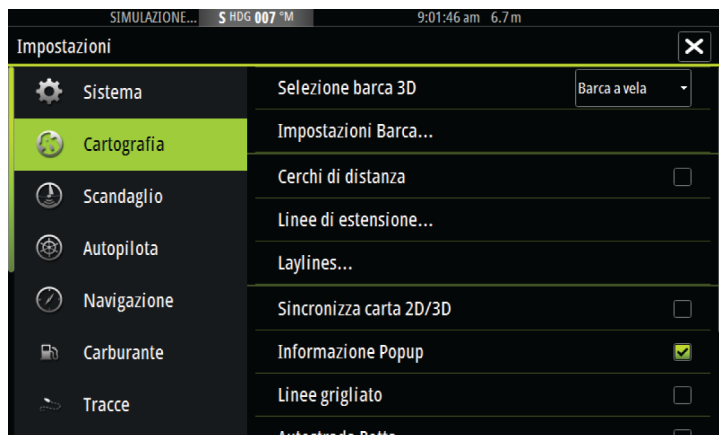 SIMULAZIONE... S HDG 007 °M 9:01:46 am 6.7 m
Impostazioni
Sistema
Cartografia
Scandaglio
Autopilota
Navigazione
Carburante
Tracce
Selezione barca 3D Barca a vela
Impostazioni Barca...
Cerchi di distanza
Linee di estensione...
Laylines...
Sincronizza carta 2D/3D
Informazione Popup
Linee grigliato